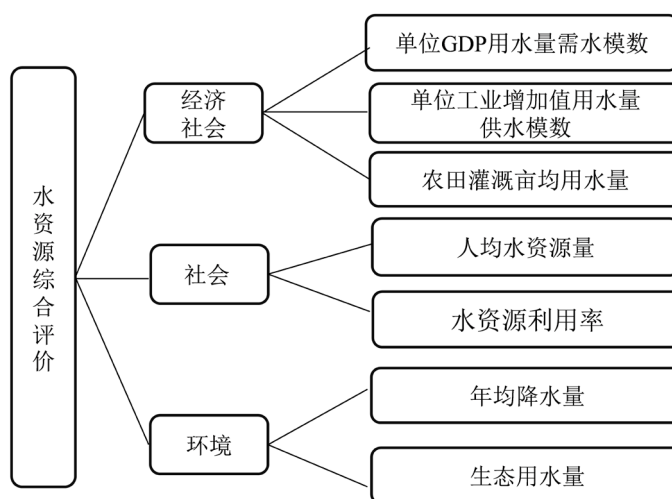 水资源综合评价
经济
社会
单位GDP用水量需水模数
单位工业增加值用水量
供水模数
农田灌溉亩均用水量
社会
人均水资源量
水资源利用率
环境
年均降水量
生态用水量